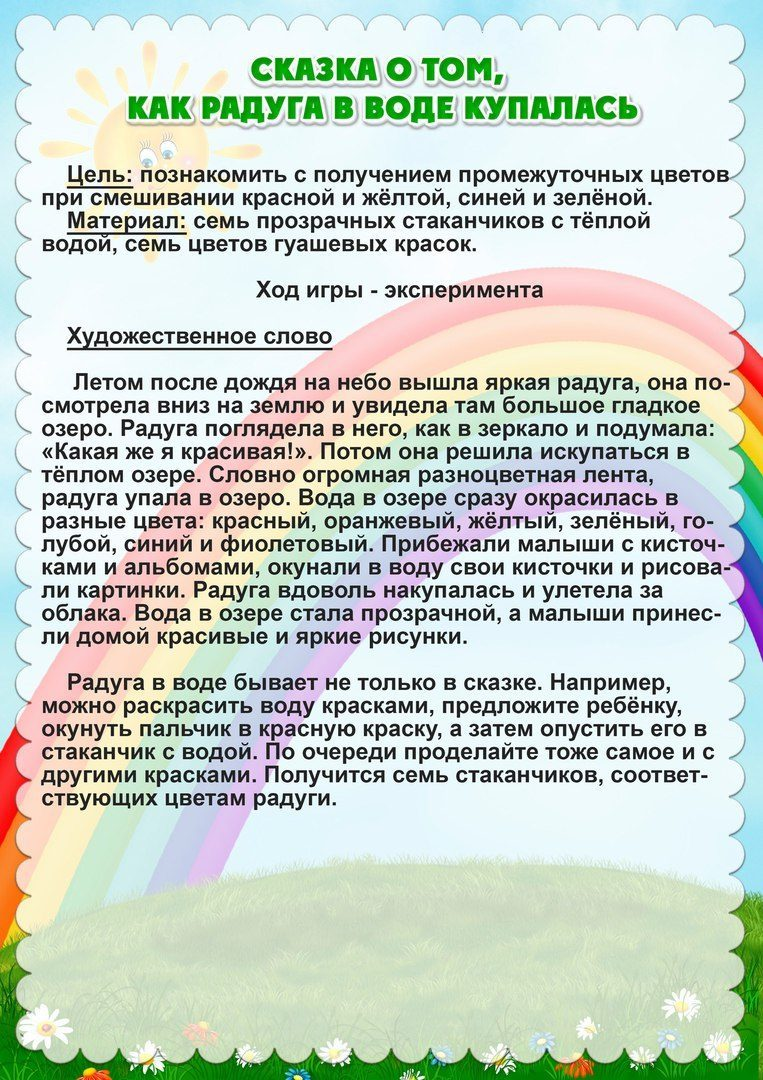 СКАЗКА О ТОМ,
КАК РАДУГА В ВОДЕ КУПАЛАСЬ
Цель: познакомить с получением промежуточных цветов
при смешивании красной и жёлтой, синей и зелёной.
Материал: семь прозрачных стаканчиков с тёплой
водой, семь цветов гуашевых красок.
Ход игры - эксперимента
Художественное слово
Летом после дождя на небо вышла яркая радуга, она по-
смотрела вниз на землю и увидела там большое гладкое
озеро. Радуга поглядела в него, как в зеркало и подумала:
«Какая же я красивая!». Потом она решила искупаться в
тёплом озере. Словно огромная разноцветная лента,
радуга упала в озеро. Вода в озере сразу окрасилась в
разные цвета: красный, оранжевый, жёлтый, зелёный, го-
лубой, синий и фиолетовый. Прибежали малыши с кисточ-
ками и альбомами, окунали в воду свои кисточки и рисова-
ли картинки. Радуга вдоволь накупалась и улетела за
облака. Вода в озере стала прозрачной, а малыши принес-
ли домой красивые и яркие рисунки.
Радуга в воде бывает не только в сказке. Например,
можно раскрасить воду красками, предложите ребёнку,
окунуть пальчик в красную краску, а затем опустить его в
стаканчик с водой. По очереди проделайте тоже самое и с
другими красками. Получится семь стаканчиков, соответ-
ствующих цветам радуги.